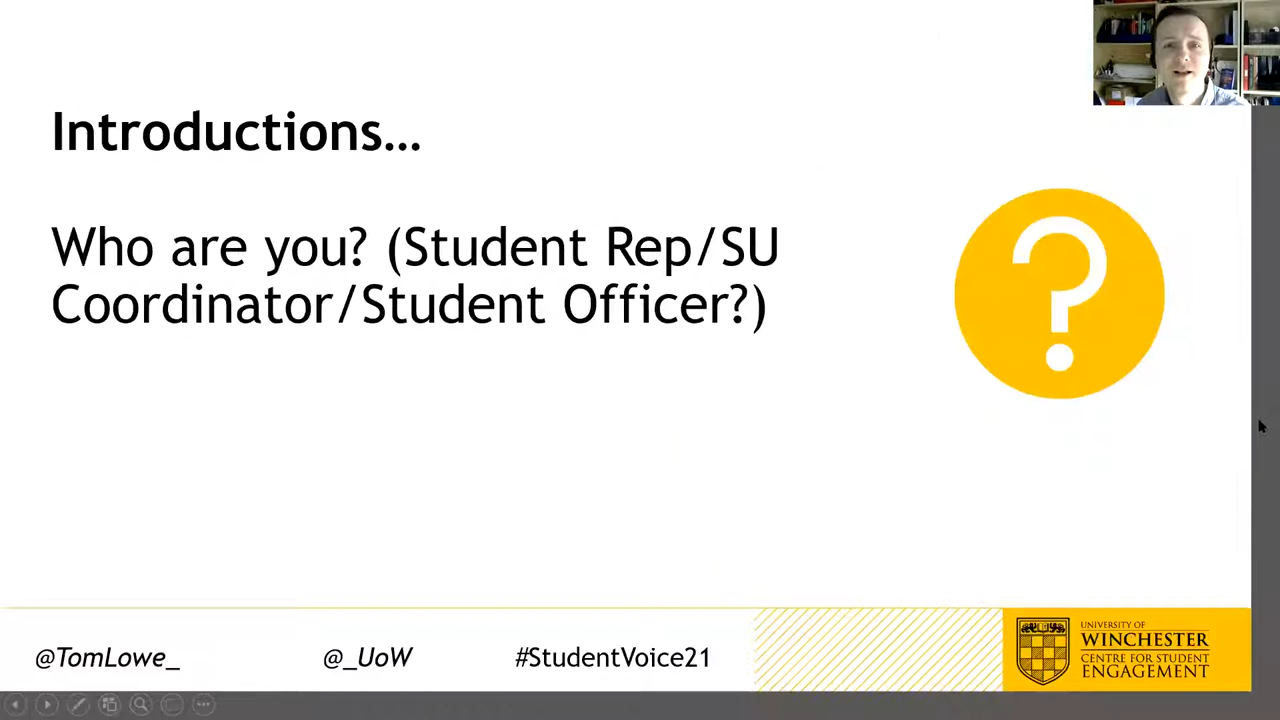 Introductions…
Who are you? (Student Rep/SU
Coordinator/Student Officer?)
?
@TomLowe_
@_UoW
#StudentVoice21
UNIVERSITY OF
WINCHESTER
CENTRE FOR STUDENT
ENGAGEMENT